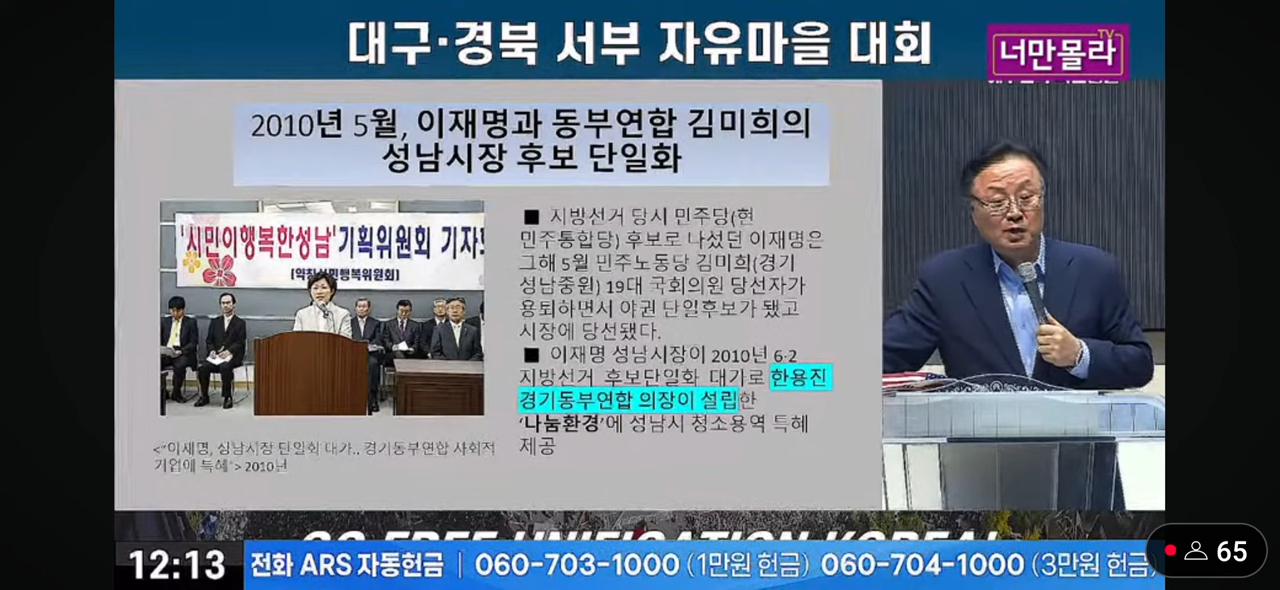 대구·경북 서부 자유마을 대회
너만몰라 TV
2010년 5월, 이재명과 동부연합 김미희의
성남시장 후보 단일화
'시민이행복한성남'기획위원회 기자
■ 지방선거 당시 민주당(현
민주통합당) 후보로 나섰던 이재명은
그해 5월 민주노동당 김미희(경기
성남중원) 19대 국회의원 당선자가
용퇴하면서 야권 단일후보가 됐고
시장에 당선됐다.
■ 이재명 성남시장이 2010년 6·2
지방선거 후보단일화 대가로 한용진
경기동부연합 의장이 설립한
'나눔환경'에 성남시 청소용역 특혜
제공
<"이재명, 성남시장 단일화 대가.. 경기동부연합 사회적
기업에 특혜"> 2010년
GO FREE UNIFICATION KOREA!
12:13 전화 ARS 자동헌금 | 060-703-1000 (1만원 헌금) 060-704-1000 (3만원 헌금)
65